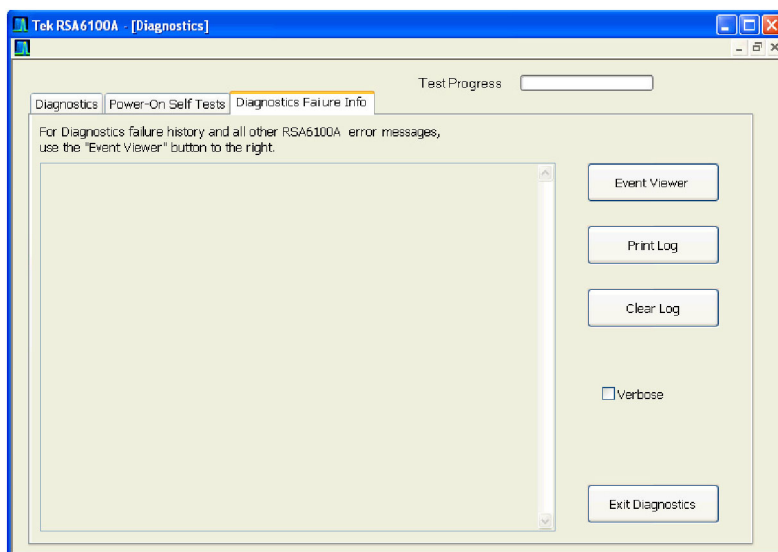 Tek RSA6100A - [Diagnostics]
Test Progress
Diagnostics
Power-On Self Tests
Diagnostics Failure Info
For Diagnostics failure history and all other RSA6100A error messages,
use the "Event Viewer" button to the right.
Event Viewer
Print Log
Clear Log
Verbose
Exit Diagnostics